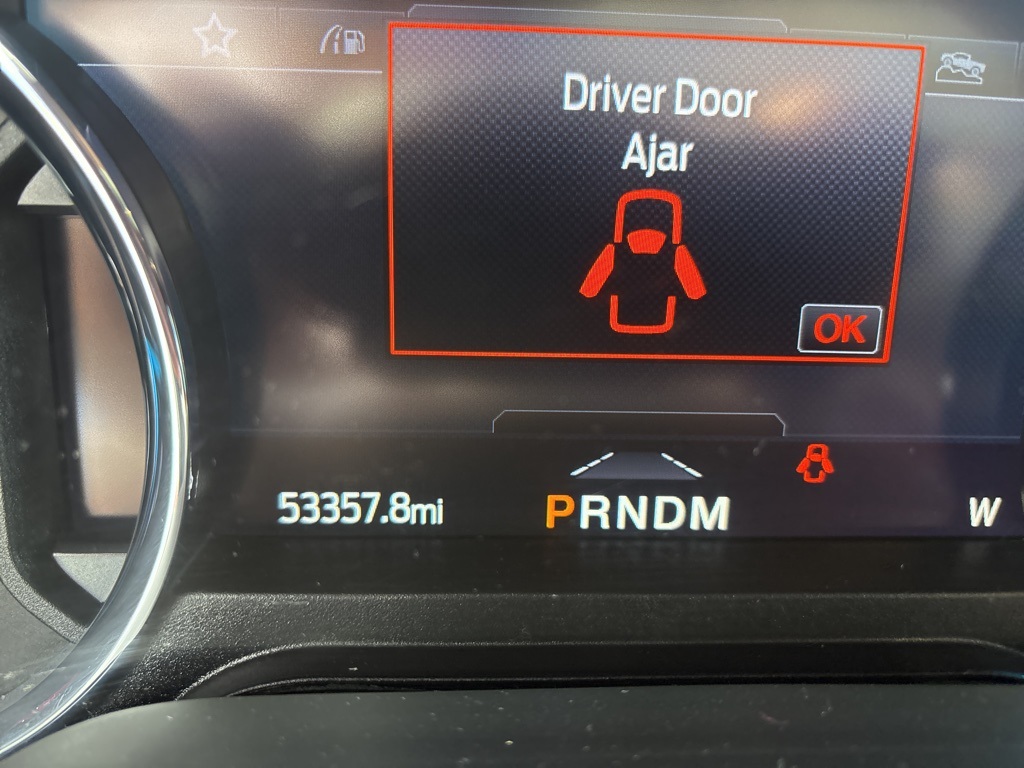 Driver Door
Ajar
OK
53357.8mi
PRNDM
W